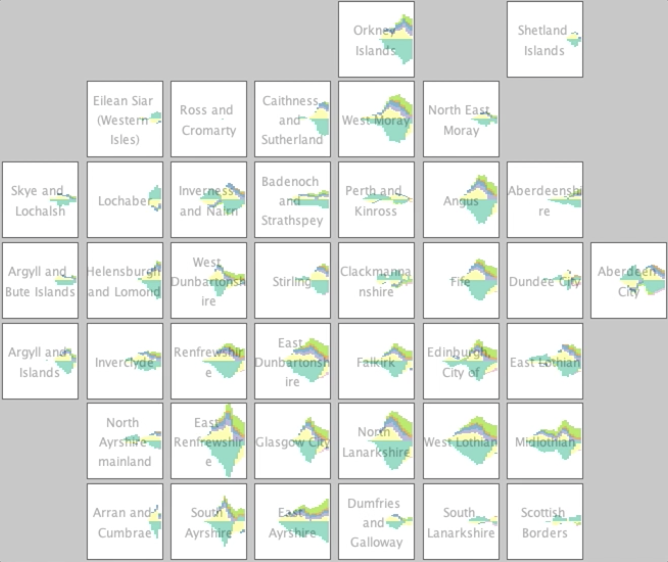 Orkney
Islands
Shetland
Islands
Eilean Siar
(Western
Isles)
Ross and
Cromarty
Caithness
and
Sutherland
West Moray
North East
Moray
Skye and
Lochalsh
Lochaber
Inverness
and Nairn
Badenoch
and
Strathspey
Perth and
Kinross
Angus
Aberdeenshi
re
Argyll and
Bute Islands
Helensburgh
and Lomond
West
Dunbartonsh
ire
Stirling
Clackmanna
nshire
Fife
Dundee City
Aberdeen
City
Argyll and
Islands
Inverclyde
Renfrewshir
e
East
Dunbartonsh
ire
Falkirk
Edinburgh,
City of
East Lothian
North
Ayrshire
mainland
East
Renfrewshir
e
Glasgow City
North
Lanarkshire
West Lothian
Midlothian
Arran and
Cumbrae
South
Ayrshire
East
Ayrshire
Dumfries
and
Galloway
South
Lanarkshire
Scottish
Borders